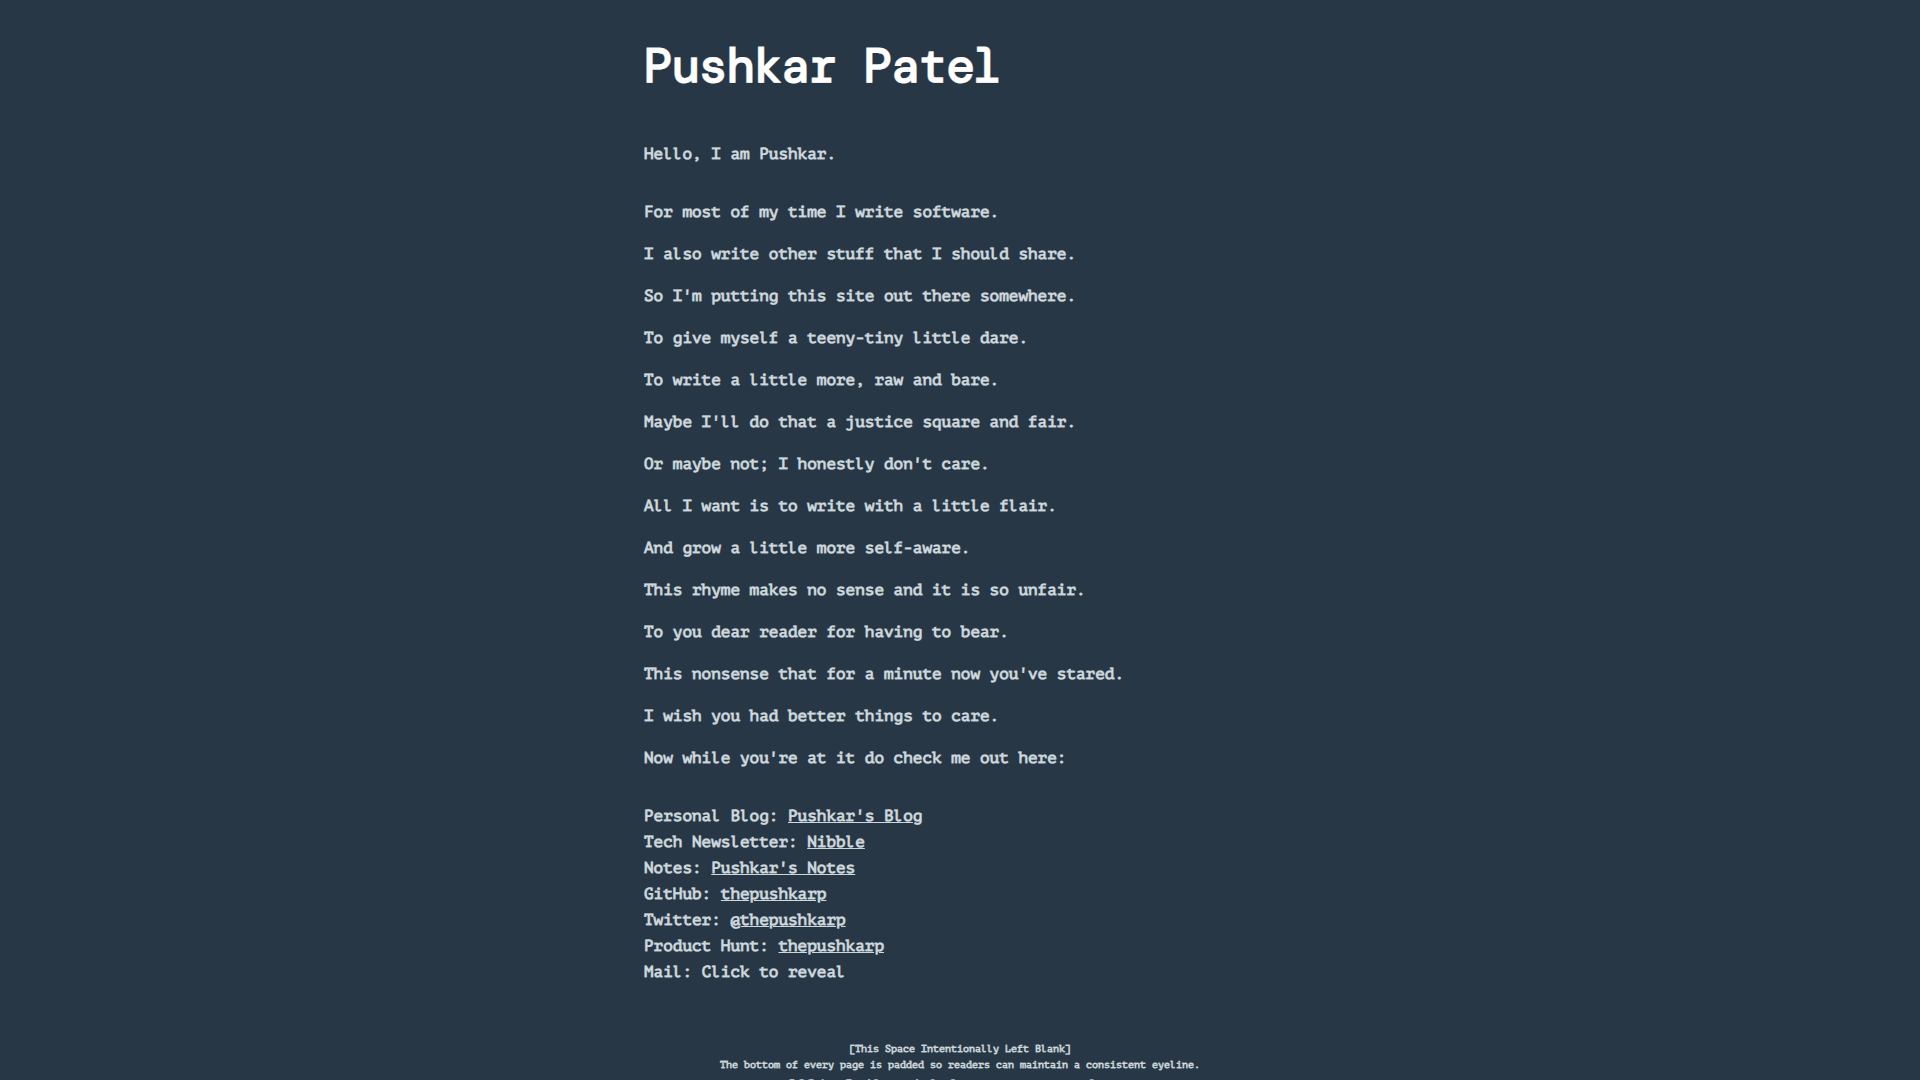 Pushkar Patel
Hello, I am Pushkar.
For most of my time I write software.
I also write other stuff that I should share.
So I'm putting this site out there somewhere.
To give myself a teeny-tiny little dare.
To write a little more, raw and bare.
Maybe I'll do that a justice square and fair.
Or maybe not; I honestly don't care.
All I want is to write with a little flair.
And grow a little more self-aware.
This rhyme makes no sense and it is so unfair.
To you dear reader for having to bear.
This nonsense that for a minute now you've stared.
I wish you had better things to care.
Now while you're at it do check me out here:
Personal Blog: Pushkar's Blog
Tech Newsletter: Nibble
Notes: Pushkar's Notes
GitHub: thepushkarp
Twitter: @thepushkarp
Product Hunt: thepushkarp
Mail: Click to reveal
[This Space Intentionally Left Blank]
The bottom of every page is padded so readers can maintain a consistent eyeline.